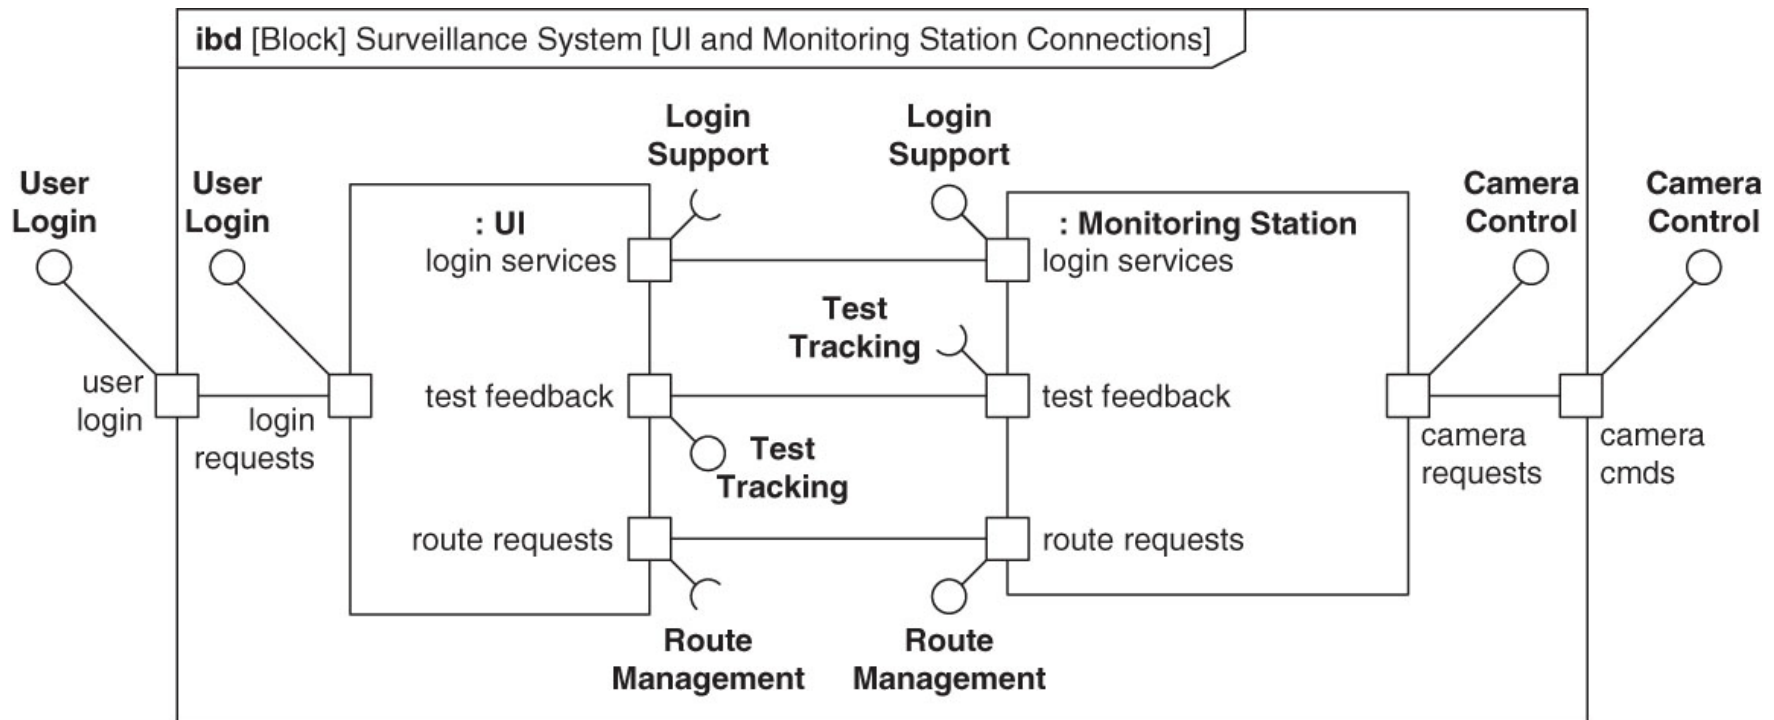 ibd [Block] Surveillance System [UI and Monitoring Station Connections]
Login
Support
Login
Support
User
Login
User
Login
Camera
Control
Camera
Control
: UI
: Monitoring Station
login services
login services
Test
Tracking
user
login
login
requests
test feedback
test feedback
camera
requests
camera
cmds
Test
Tracking
route requests
route requests
Route
Management
Route
Management